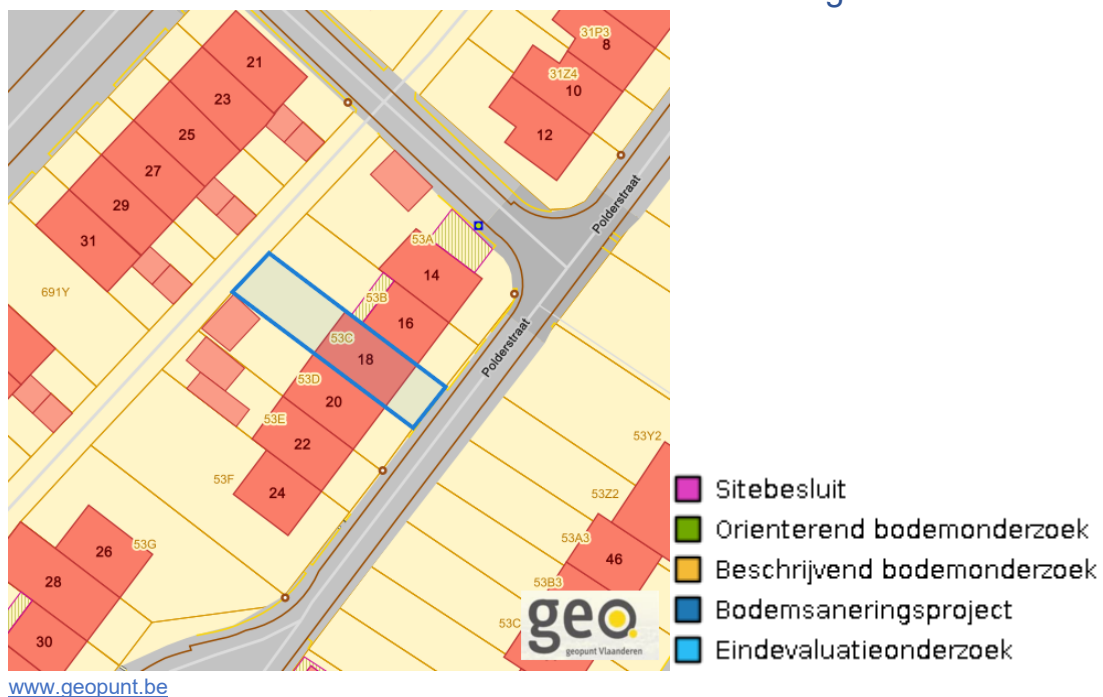 31P3
8
21
31Z4
10
23
25
12
27
29
31
Polderstraat
53A
14
691Y
53B
16
53C
18
Polderstraat
53D
20
53E
22
53Y2
53F
24
53Z2
53A3
26
53G
46
28
53B3
30
53C
geo.
geopunt Vlaanderen
Sitebesluit
Orienterend bodemonderzoek
Beschrijvend bodemonderzoek
Bodemsaneringsproject
Eindevaluatieonderzoek
www.geopunt.be